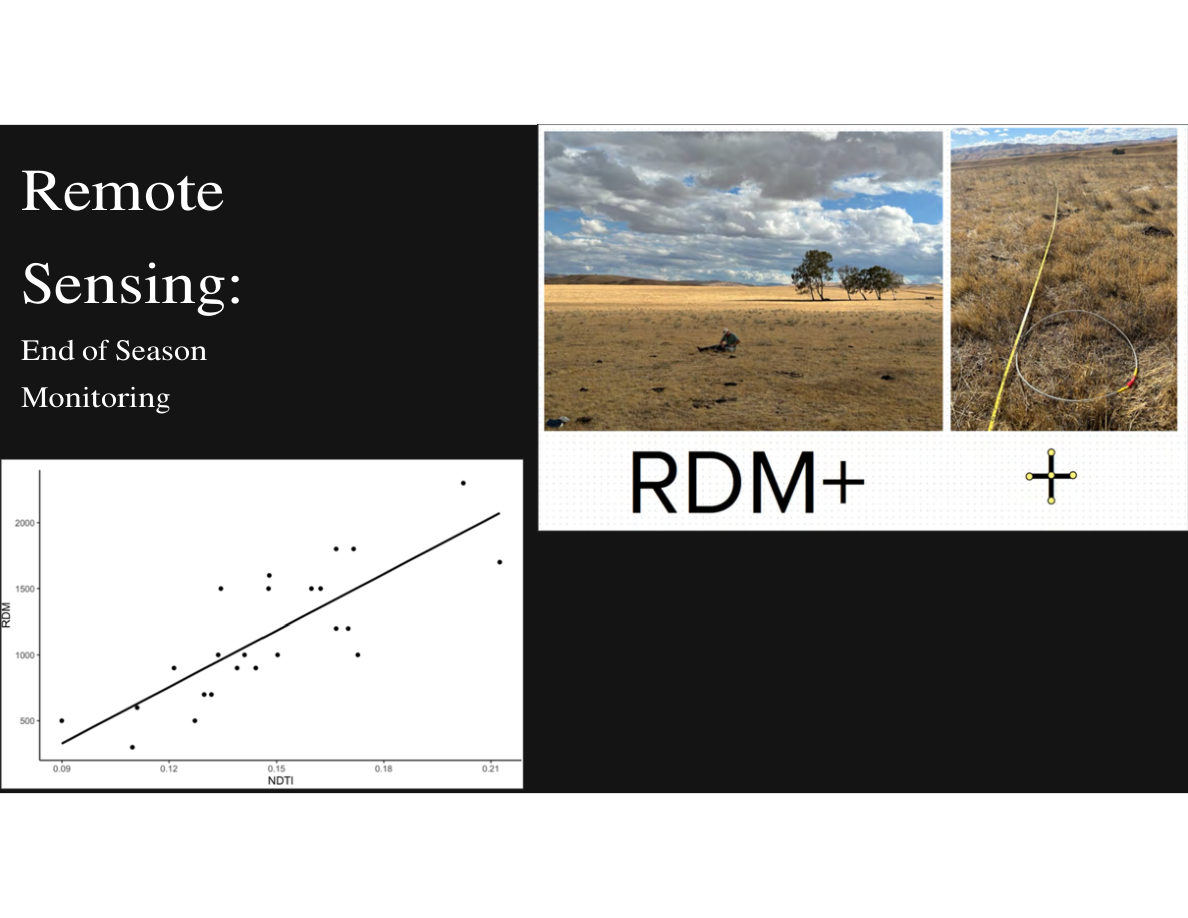 Remote
Sensing:
End of Season
Monitoring
RDM+
RDM
2000
1500
1000
500
0.09 0.12 0.15 0.18 0.21
NDTI